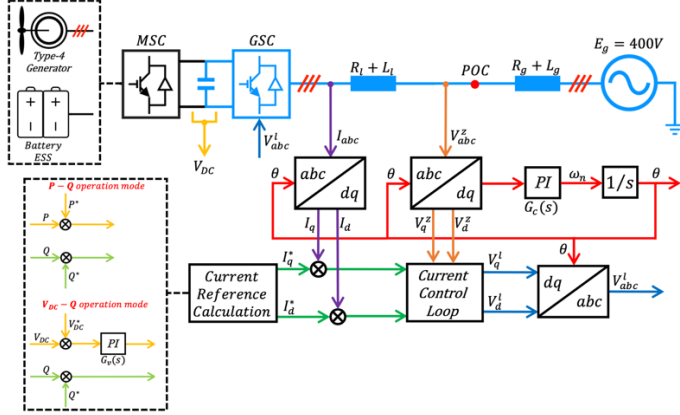 MSC
GSC
E_g = 400V
Type-4
Generator
R_l + L_l
POC
R_g + L_g
Battery
ESS
V_DC
V^l_abc
I_abc
V^z_abc
P − Q operation mode
P*
P
Q
Q*
θ
abc
dq
θ
abc
dq
PI
G_c(s)
ω_n
1/s
θ
I_q
I_d
V^z_q
V^z_d
θ
Current
Reference
Calculation
I*_q
I*_d
Current
Control
Loop
V^l_q
V^l_d
dq
abc
V^l_abc
V_DC − Q operation mode
V*_DC
V_DC
PI
G_v(s)
Q
Q*